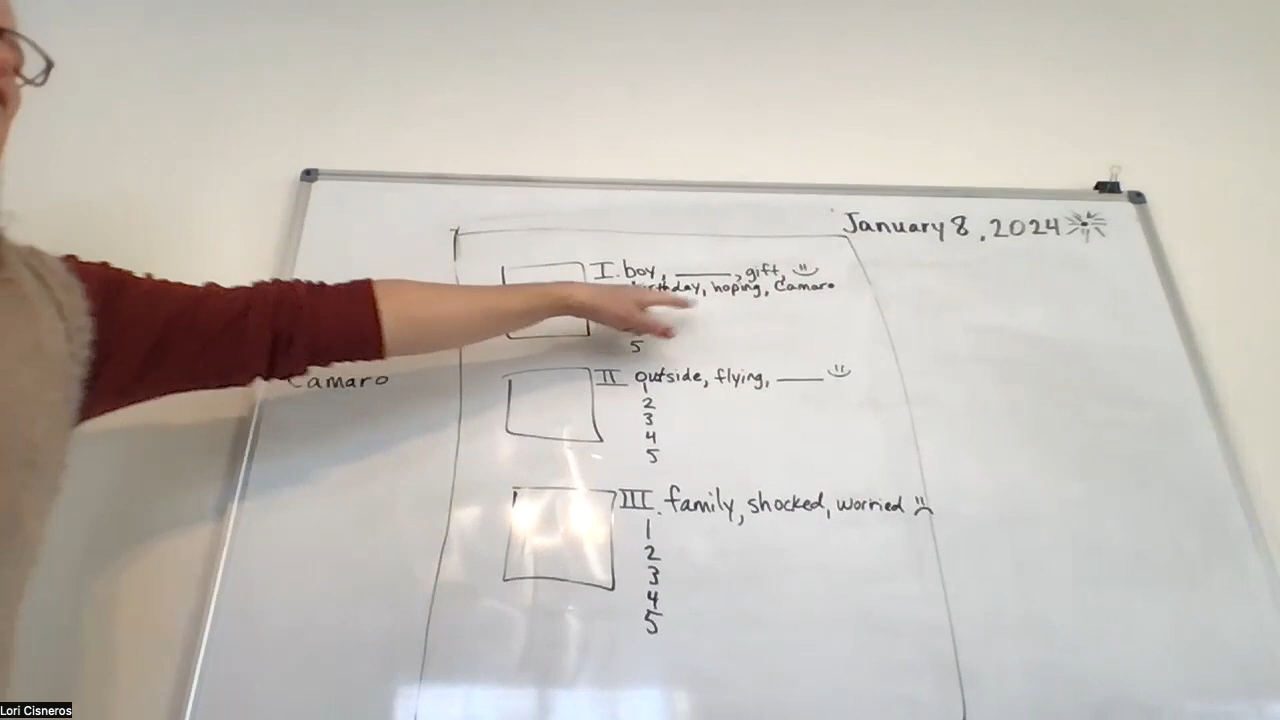 January 8, 2024
I. boy, ____, gift,
birthday, hoping, Camaro
5
Camaro
II outside, flying, ____
1
2
3
4
5
III. family, shocked, worried
1
2
3
4
5
Lori Cisneros